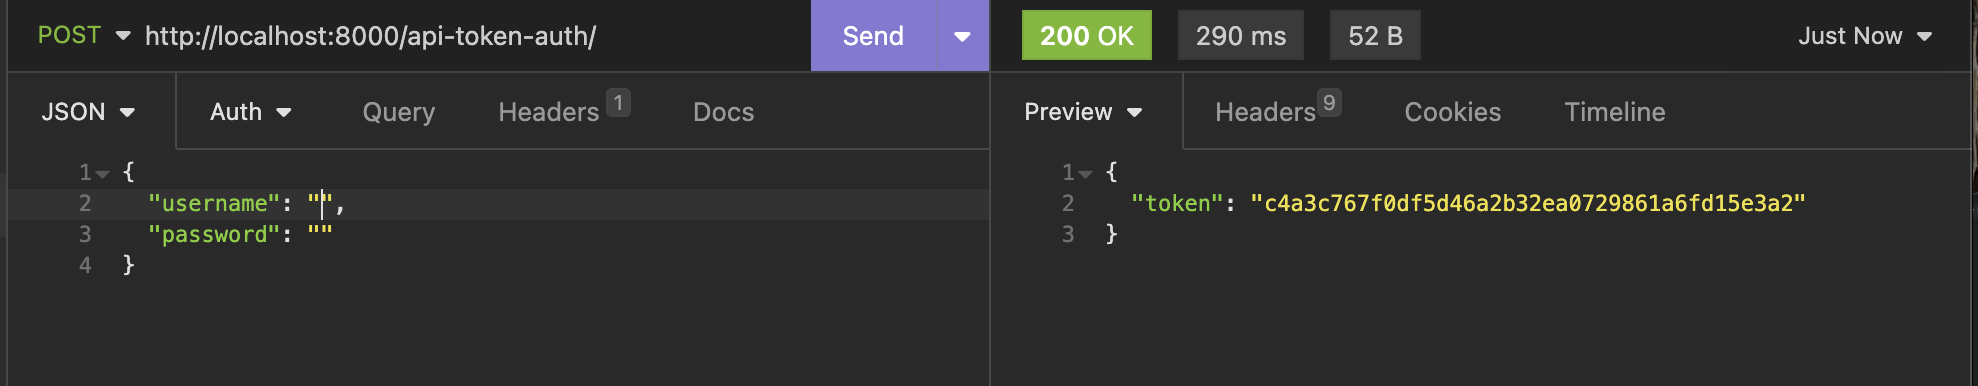 POST http://localhost:8000/api-token-auth/ Send 200 OK 290 ms 52 B Just Now
JSON Auth Query Headers 1 Docs Preview Headers 9 Cookies Timeline
1 {
2 "username": "",
3 "password": ""
4 }
1 {
2 "token": "c4a3c767f0df5d46a2b32ea0729861a6fd15e3a2"
3 }